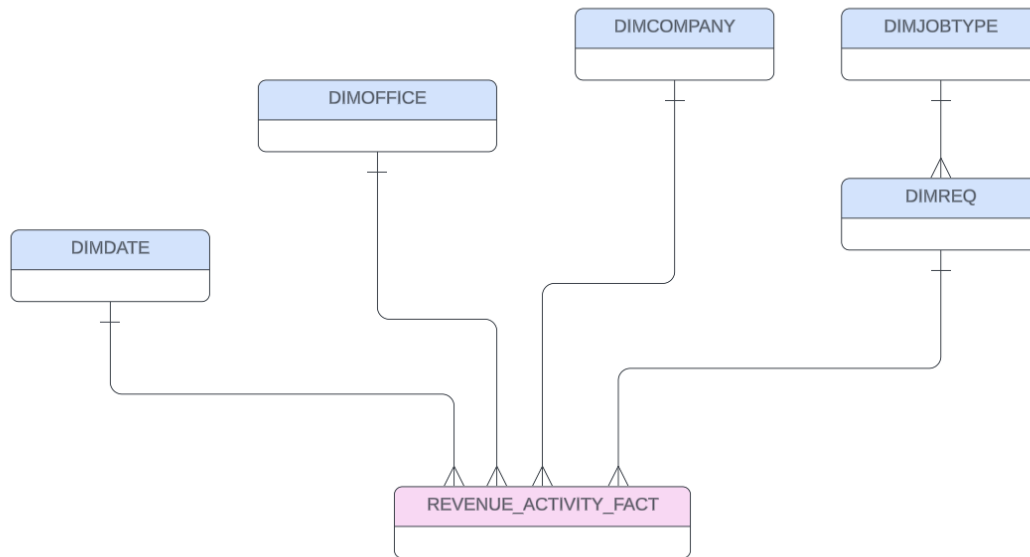 DIMCOMPANY
DIMJOBTYPE
DIMOFFICE
DIMREQ
DIMDATE
REVENUE_ACTIVITY_FACT